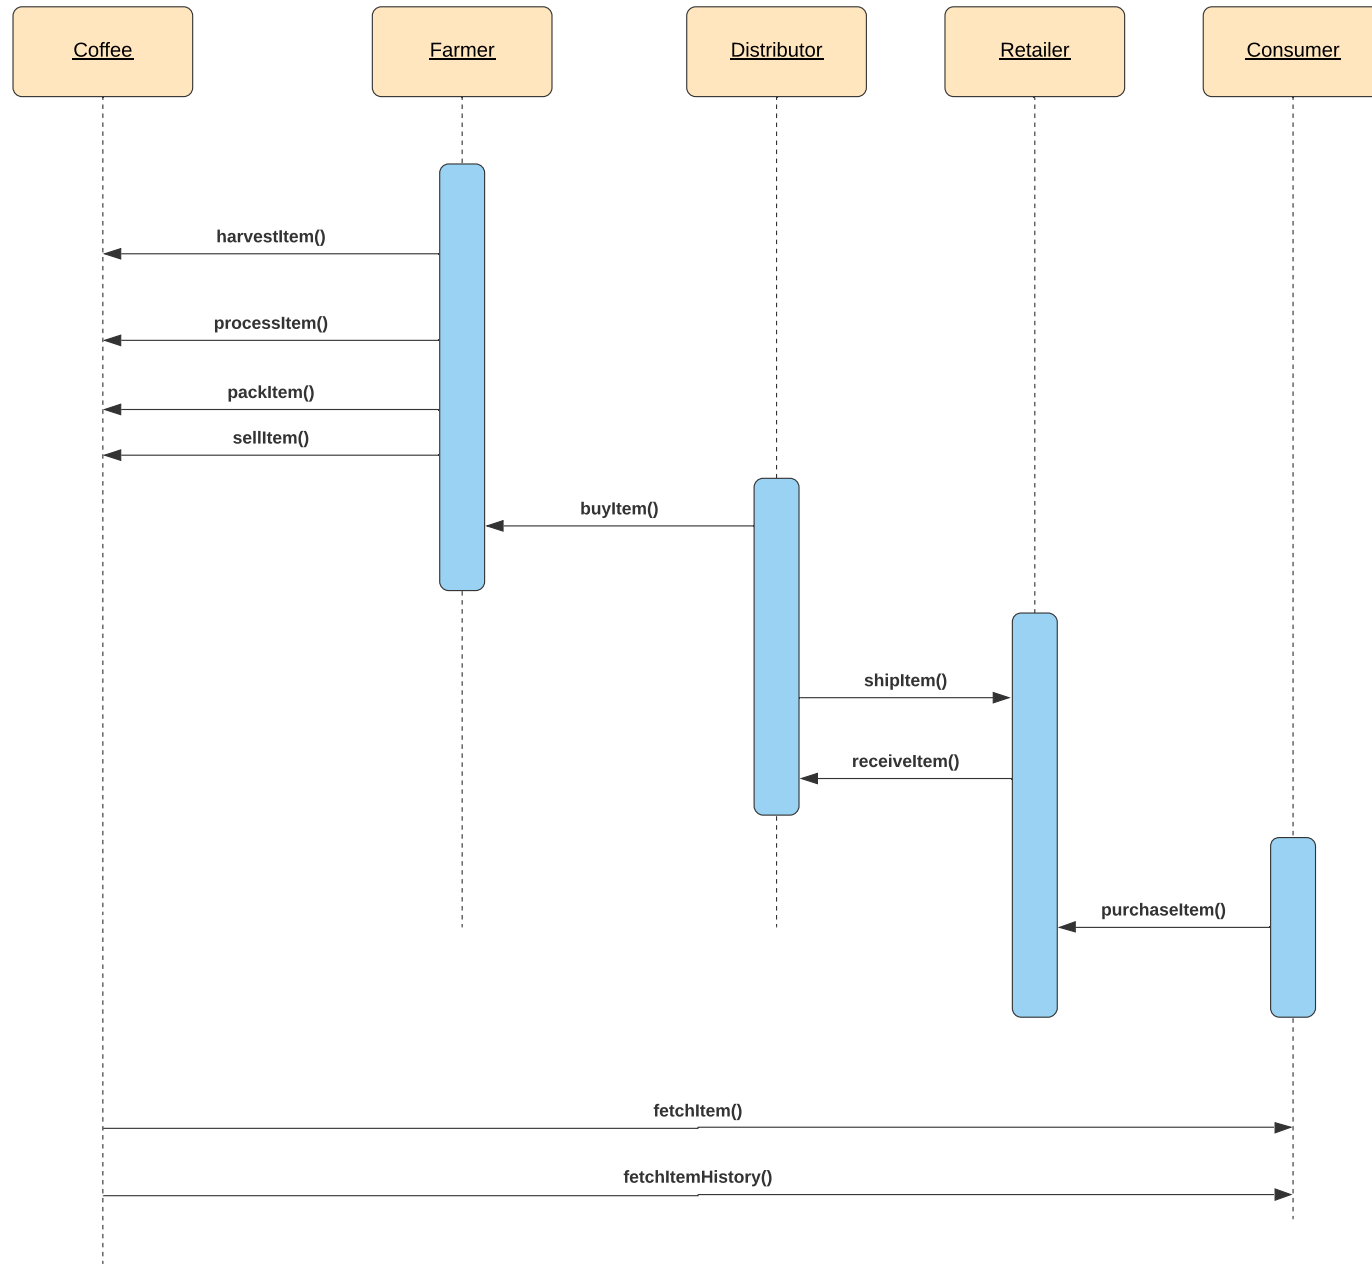 Coffee
Farmer
Distributor
Retailer
Consumer
harvestItem()
processItem()
packItem()
sellItem()
buyItem()
shipItem()
receiveItem()
purchaseItem()
fetchItem()
fetchItemHistory()